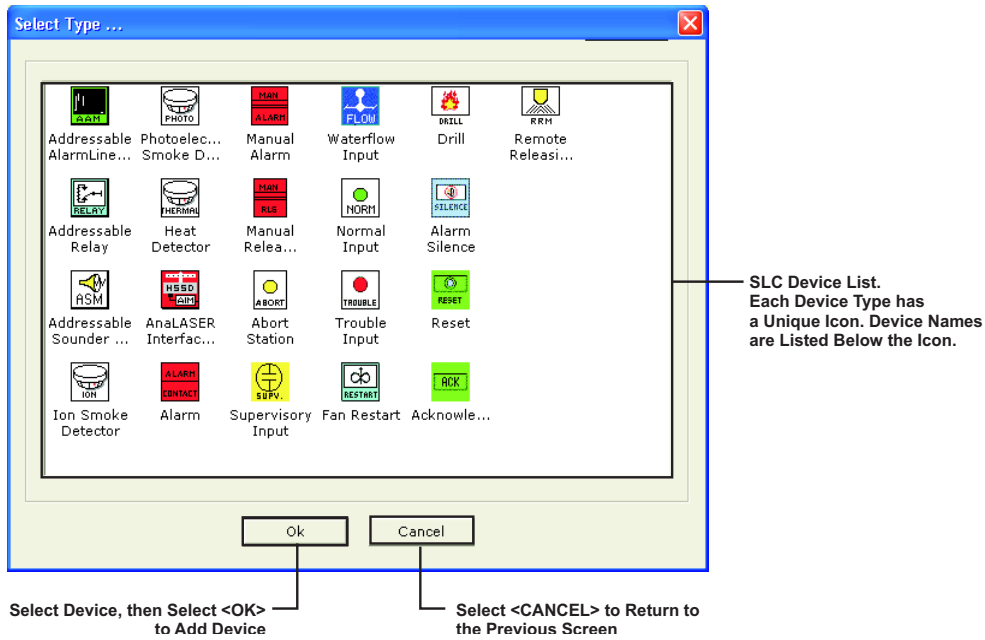 Select Type ...
AAM PHOTO MAN ALARM FLOW DRILL RRM
Addressable AlarmLine... Photoelec... Smoke D... Manual Alarm Waterflow Input Drill Remote Releasi...
RELAY THERMAL MAN RLS NORM SILENCE
Addressable Relay Heat Detector Manual Relea... Normal Input Alarm Silence
ASM HSSD AIM ABORT TROUBLE RESET
Addressable Sounder ... AnaLASER Interfac... Abort Station Trouble Input Reset
ION ALARM CONTACT SUPV. RESTART ACK
Ion Smoke Detector Alarm Supervisory Input Fan Restart Acknowle...
SLC Device List.
Each Device Type has
a Unique Icon. Device Names
are Listed Below the Icon.
Ok Cancel
Select Device, then Select <OK>
to Add Device
Select <CANCEL> to Return to
the Previous Screen